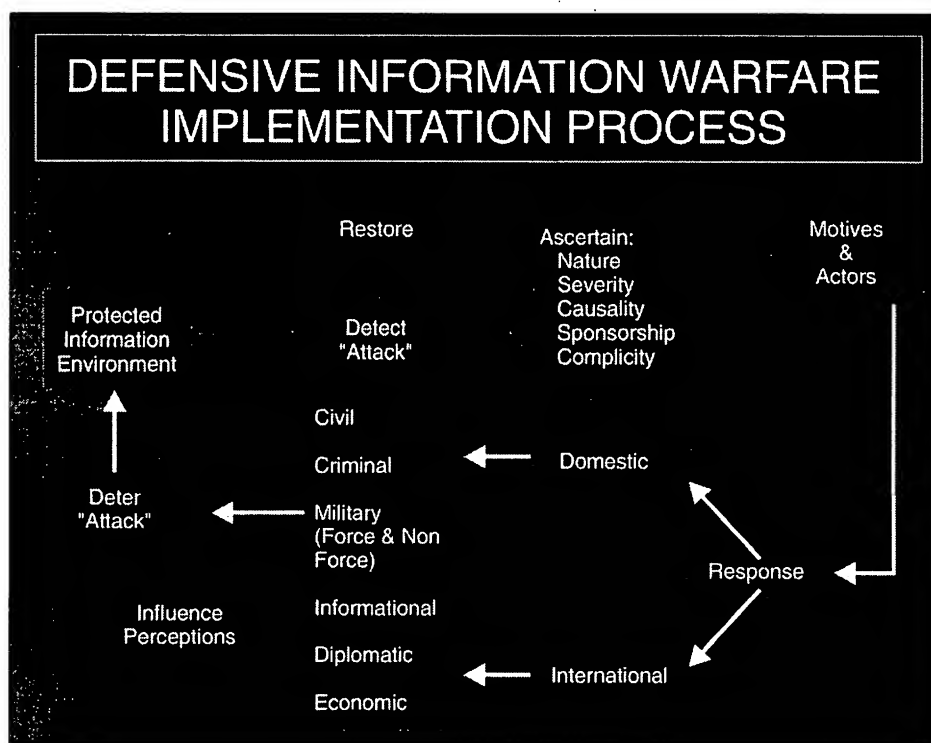 DEFENSIVE INFORMATION WARFARE
IMPLEMENTATION PROCESS
Restore
Ascertain:
Nature
Severity
Causality
Sponsorship
Complicity
Motives
&
Actors
Protected
Information
Environment
Detect
"Attack"
Civil
Criminal
Military
(Force & Non
Force)
Informational
Diplomatic
Economic
Domestic
Deter
"Attack"
Response
Influence
Perceptions
International